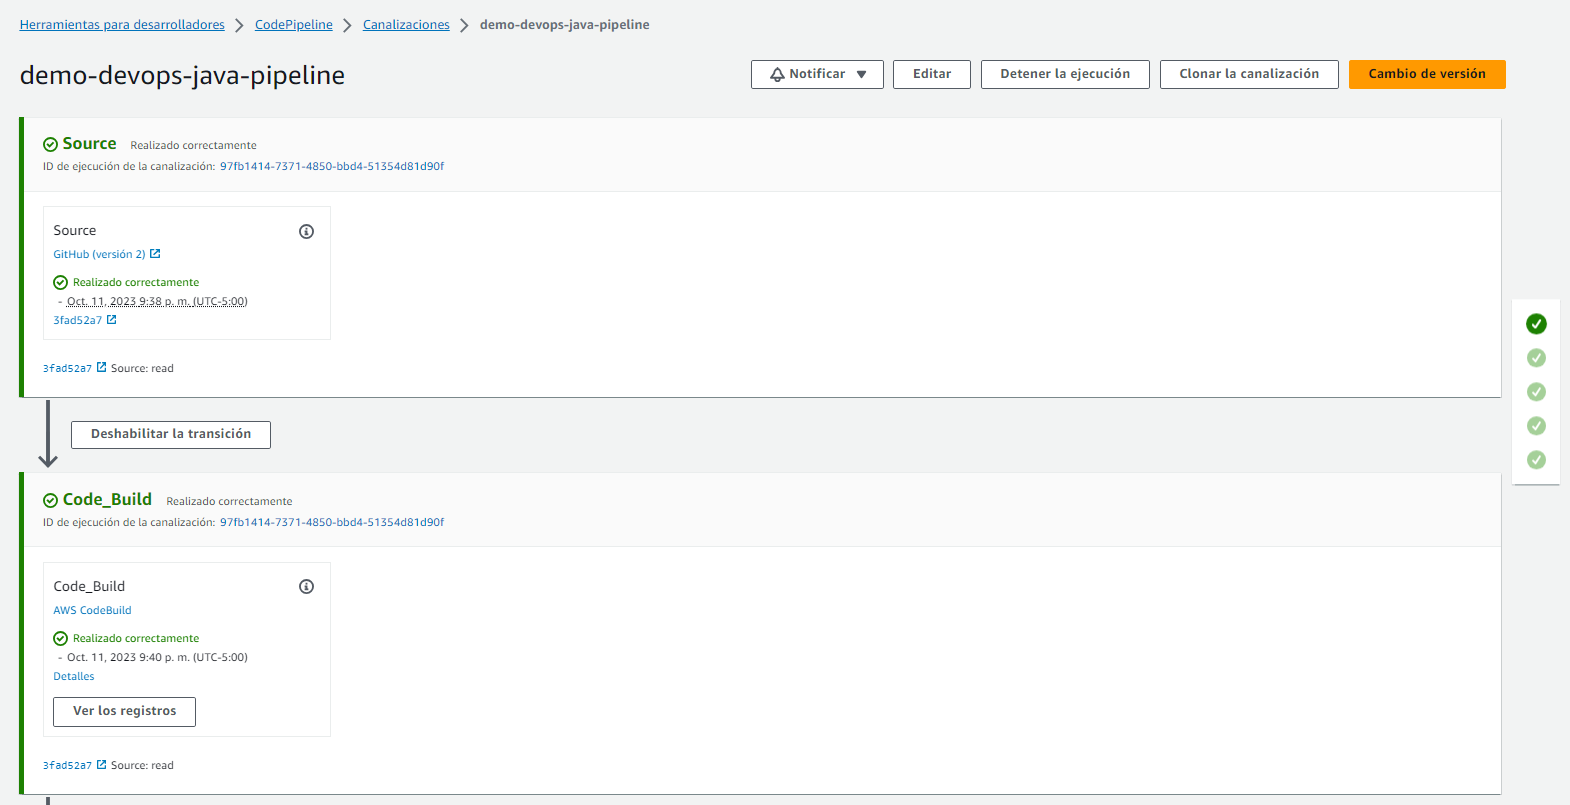 Herramientas para desarrolladores > CodePipeline > Canalizaciones > demo-devops-java-pipeline
demo-devops-java-pipeline
Notificar Editar Detener la ejecución Clonar la canalización Cambio de versión
Source Realizado correctamente
ID de ejecución de la canalización: 97fb1414-7371-4850-bbd4-51354d81d90f
Source
GitHub (versión 2)
Realizado correctamente
- Oct. 11, 2023 9:38 p. m. (UTC-5:00)
3fad52a7
3fad52a7 Source: read
Deshabilitar la transición
Code_Build Realizado correctamente
ID de ejecución de la canalización: 97fb1414-7371-4850-bbd4-51354d81d90f
Code_Build
AWS CodeBuild
Realizado correctamente
- Oct. 11, 2023 9:40 p. m. (UTC-5:00)
Detalles
Ver los registros
3fad52a7 Source: read